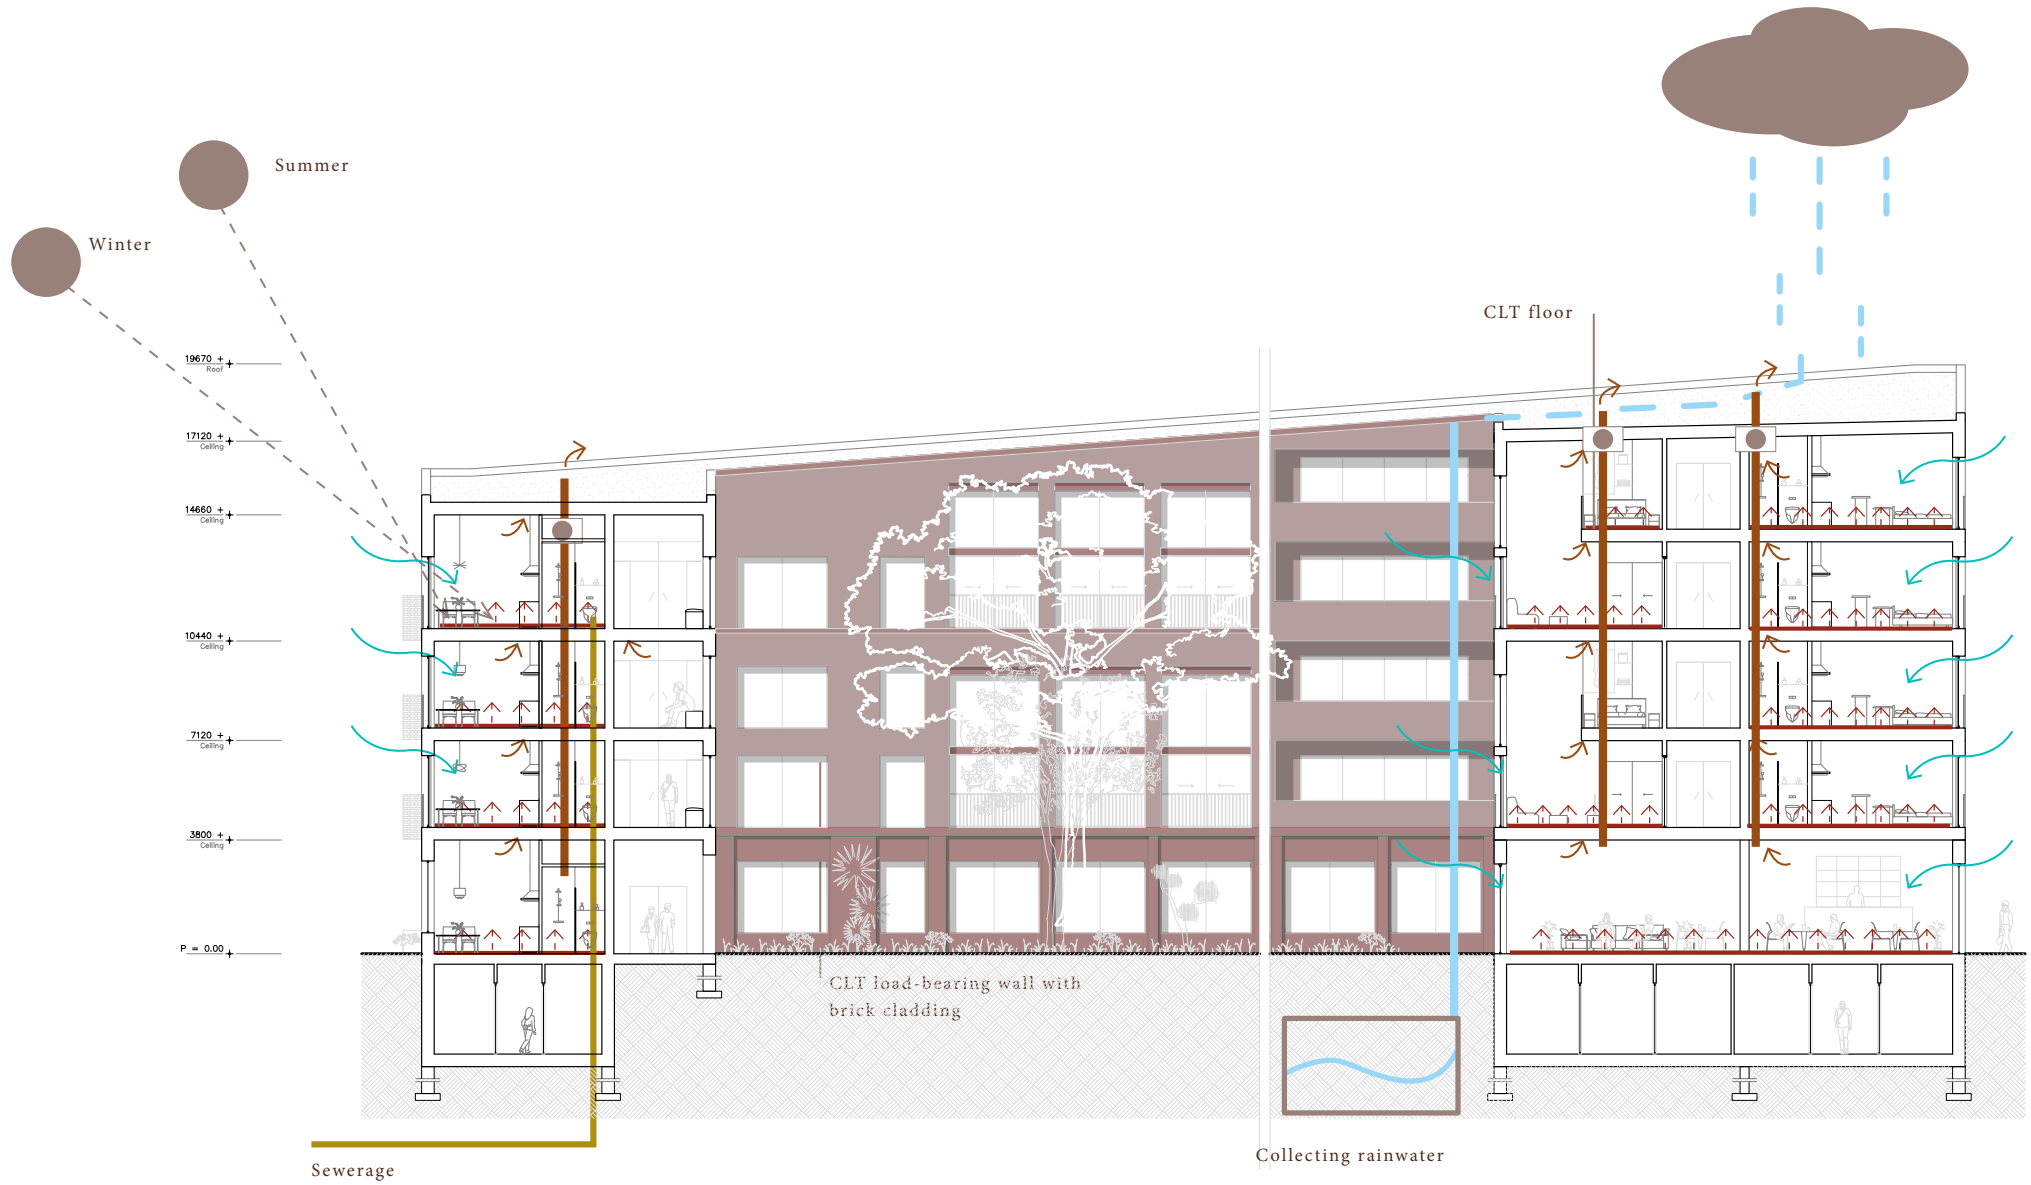 Summer
Winter
CLT floor
19670 +
Roof
17120 +
Ceiling
14660 +
Ceiling
10440 +
Ceiling
7120 +
Ceiling
3800 +
Ceiling
P = 0.00
CLT load-bearing wall with
brick cladding
Collecting rainwater
Sewerage